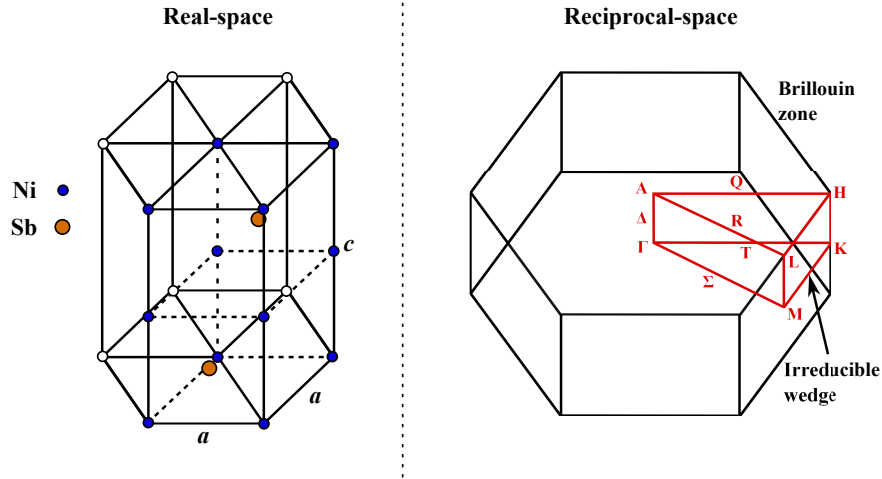 Real-space
Reciprocal-space
Brillouin
zone
Ni
Sb
c
a
a
A
Q
H
Δ
R
Γ
T
L
K
Σ
M
Irreducible
wedge